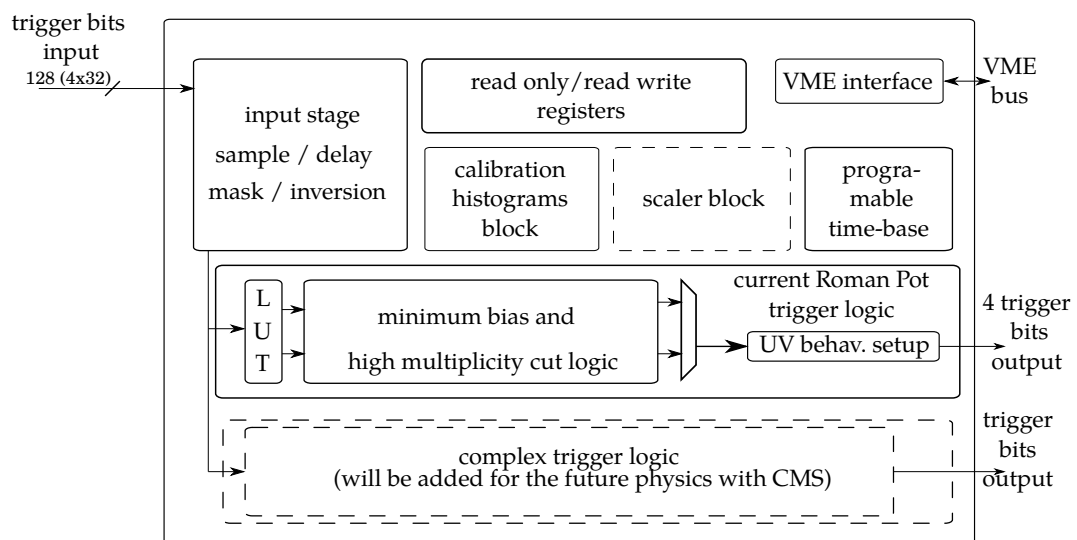 trigger bits
input
128 (4x32)
input stage
sample / delay
mask / inversion
read only/read write
registers
VME interface
VME
bus
calibration
histograms
block
scaler block
progra-
mable
time-base
current Roman Pot
trigger logic
L
U
T
minimum bias and
high multiplicity cut logic
UV behav. setup
4 trigger
bits
output
complex trigger logic
(will be added for the future physics with CMS)
trigger
bits
output